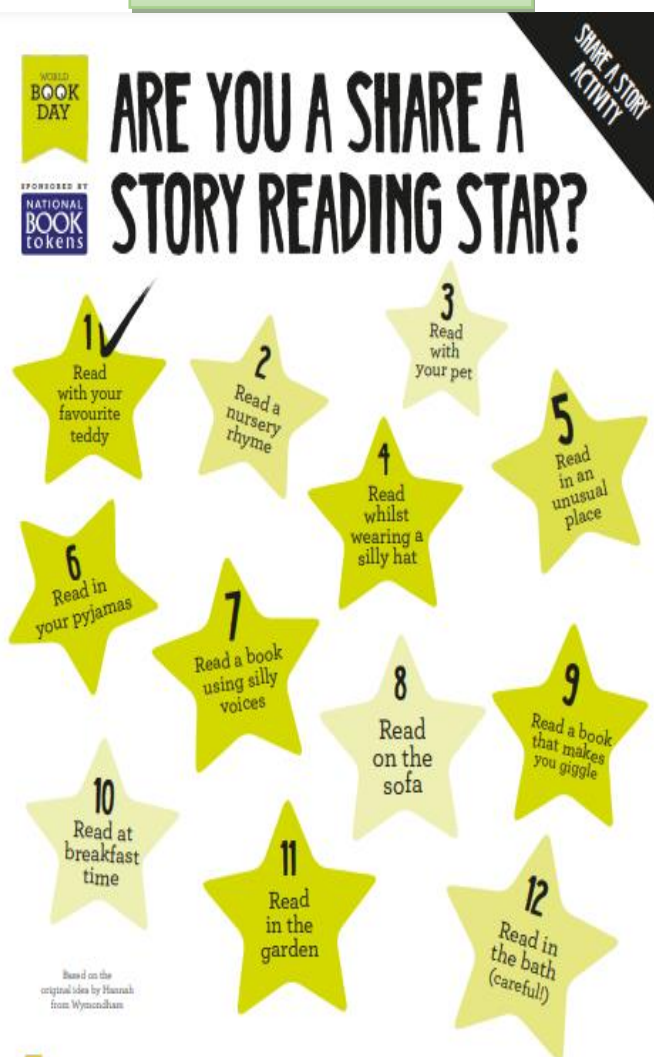 SHARE A STORY
ACTIVITY
WORLD
BOOK
DAY
SPONSORED BY
NATIONAL
BOOK
tokens
ARE YOU A SHARE A
STORY READING STAR?
1
Read
with your
favourite
teddy
2
Read a
nursery
rhyme
3
Read
with
your pet
4
Read
whilst
wearing a
silly hat
5
Read
in an
unusual
place
6
Read in
your pyjamas
7
Read a book
using silly
voices
8
Read
on the
sofa
9
Read a book
that makes
you giggle
10
Read at
breakfast
time
11
Read
in the
garden
12
Read in
the bath
(careful!)
Based on the
original idea by Hannah
from Wymondham